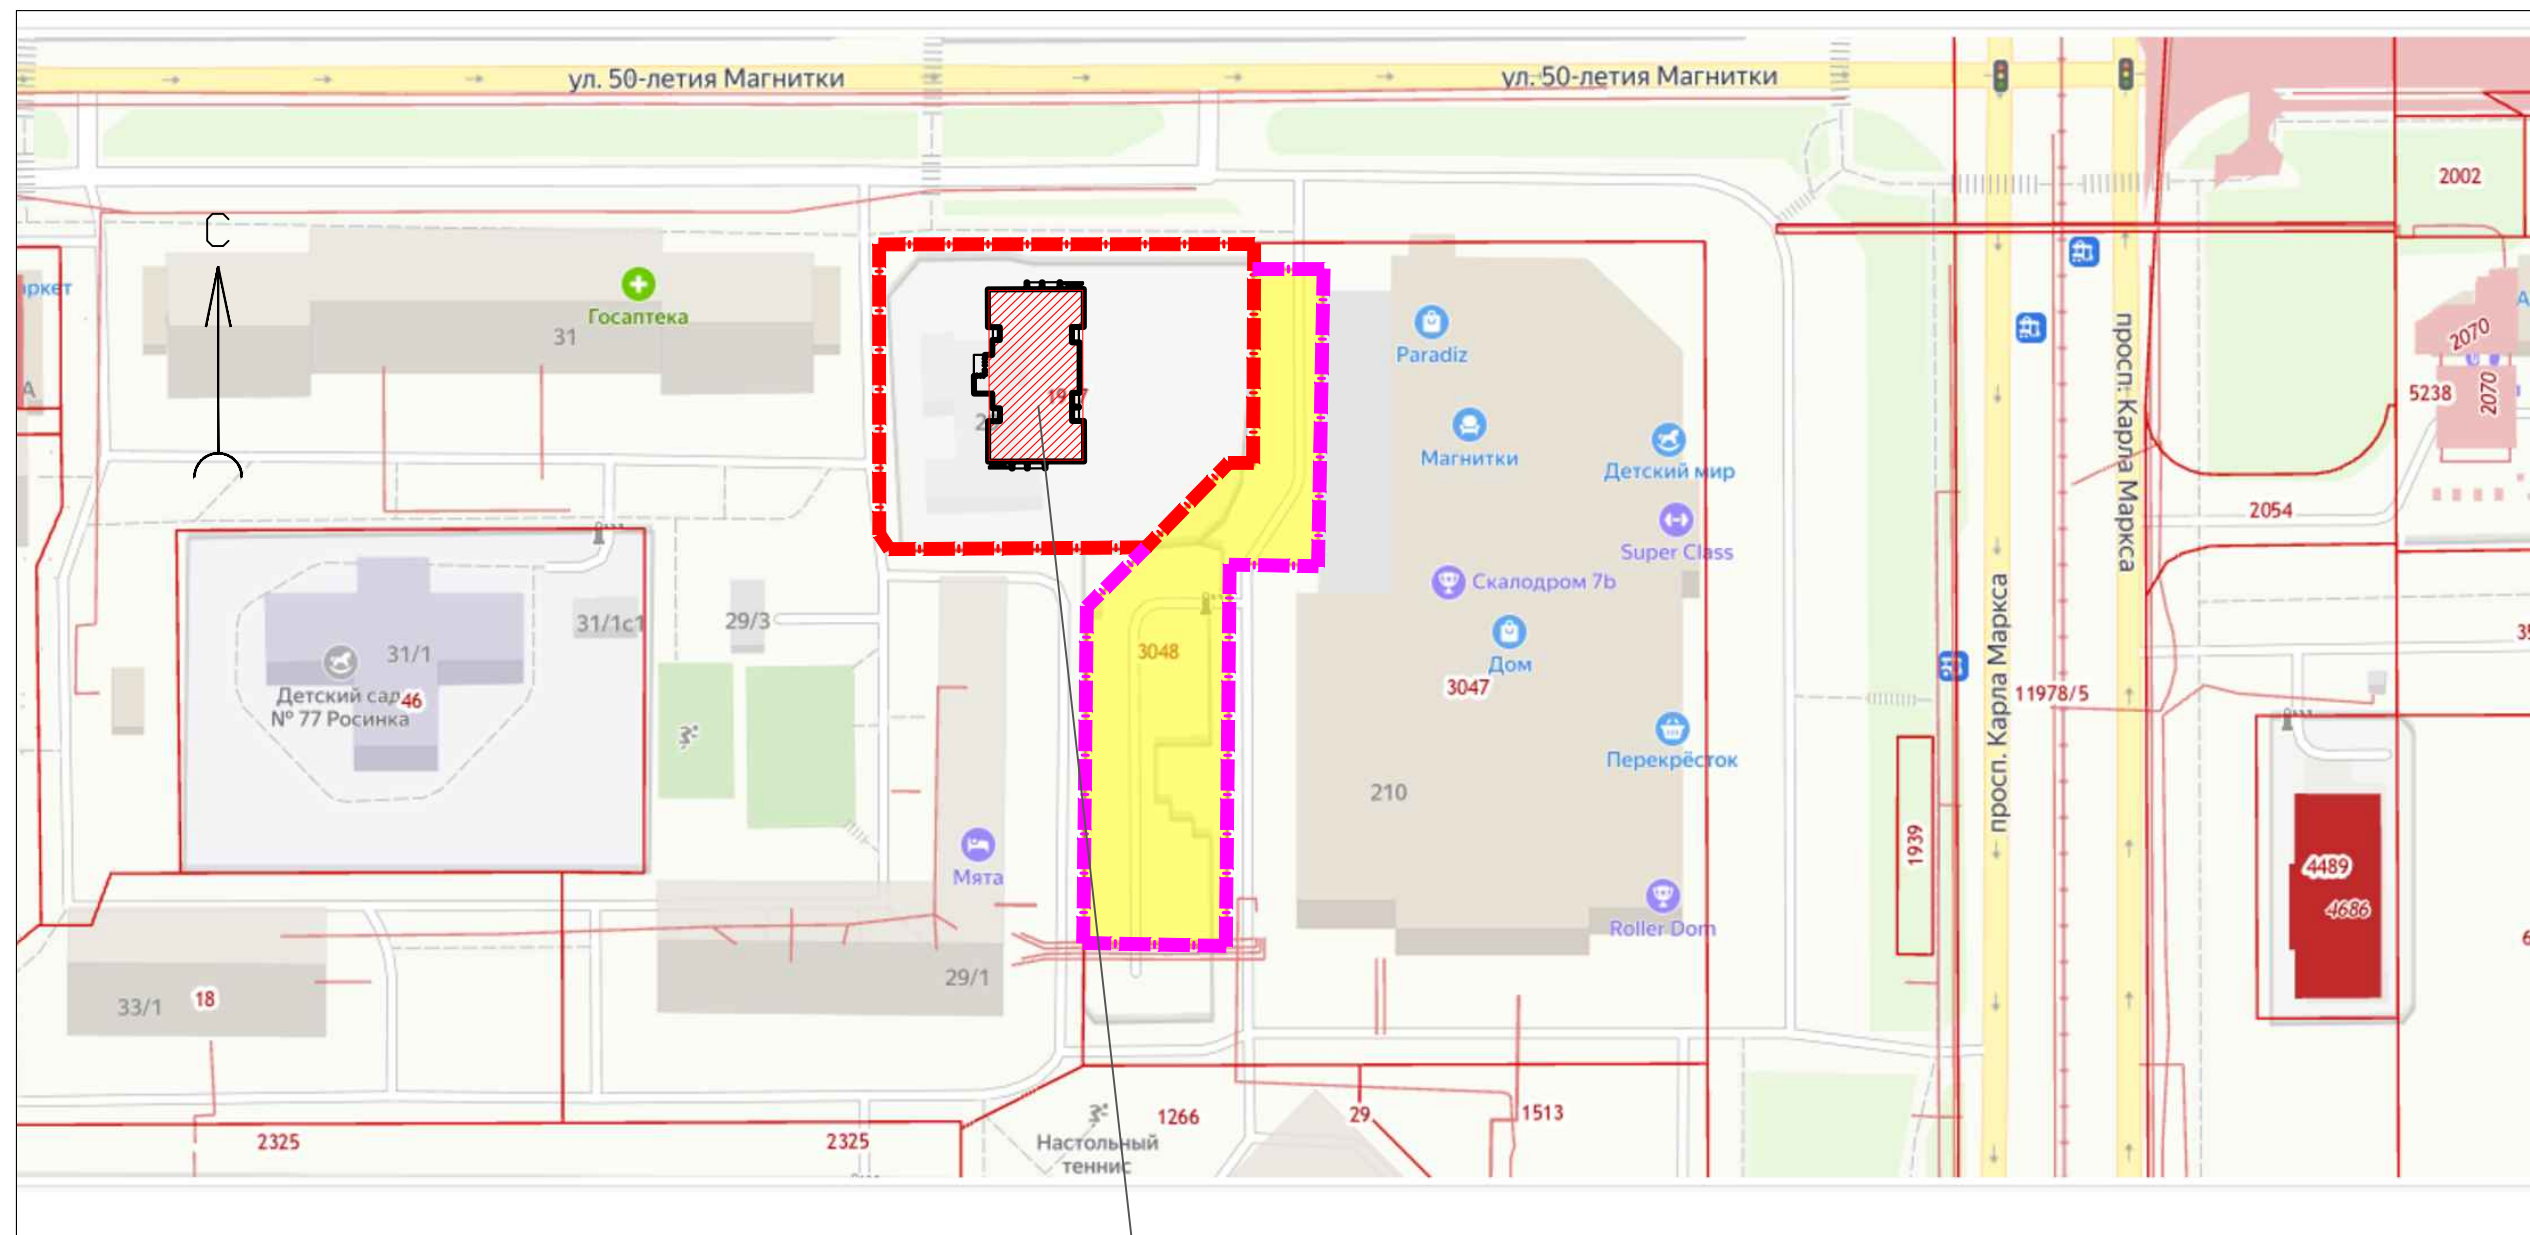 ул. 50-летия Магнитки
ул. 50-летия Магнитки
2002
С
Госаптека
31
Paradiz
2070
2070
5238
Магнитки
Детский мир
Super Class
2054
Скалодром 7b
31/1с1
29/3
31/1
Детский сад
№ 77 Росинка
46
3048
Дом
3047
11978/5
Перекрёсток
210
просп. Карла Маркса
просп. Карла Маркса
1939
Мята
Roller Dom
4489
4686
33/1
18
29/1
1266
29
1513
2325
2325
Настольный
теннис